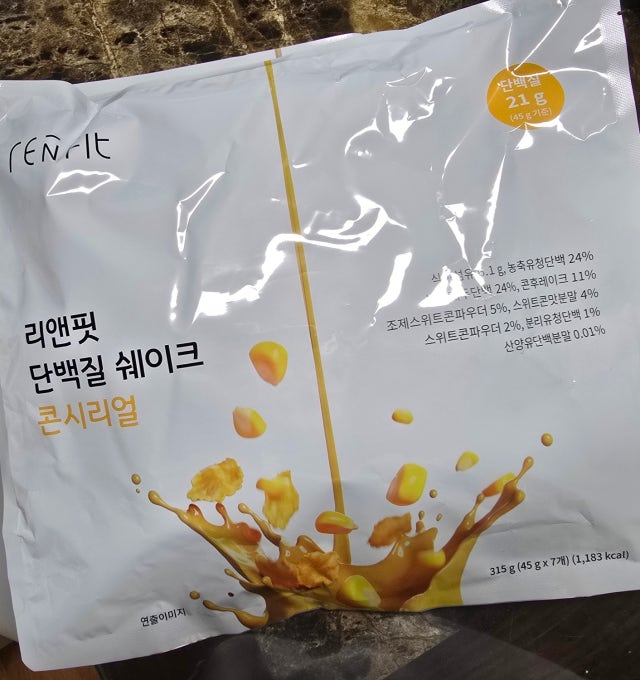 단백질
21 g
(45 g 기준)
RENFIT
1 g, 농축유청단백 24%
24%, 콘후레이크 11%
조제스위트콘파우더 5%, 스위트콘맛분말 4%
스위트콘파우더 2%, 분리유청단백 1%
산양유단백분말 0.01%
리앤핏
단백질 쉐이크
콘시리얼
315 g (45 g x 7개) (1,183 kcal)
연출이미지